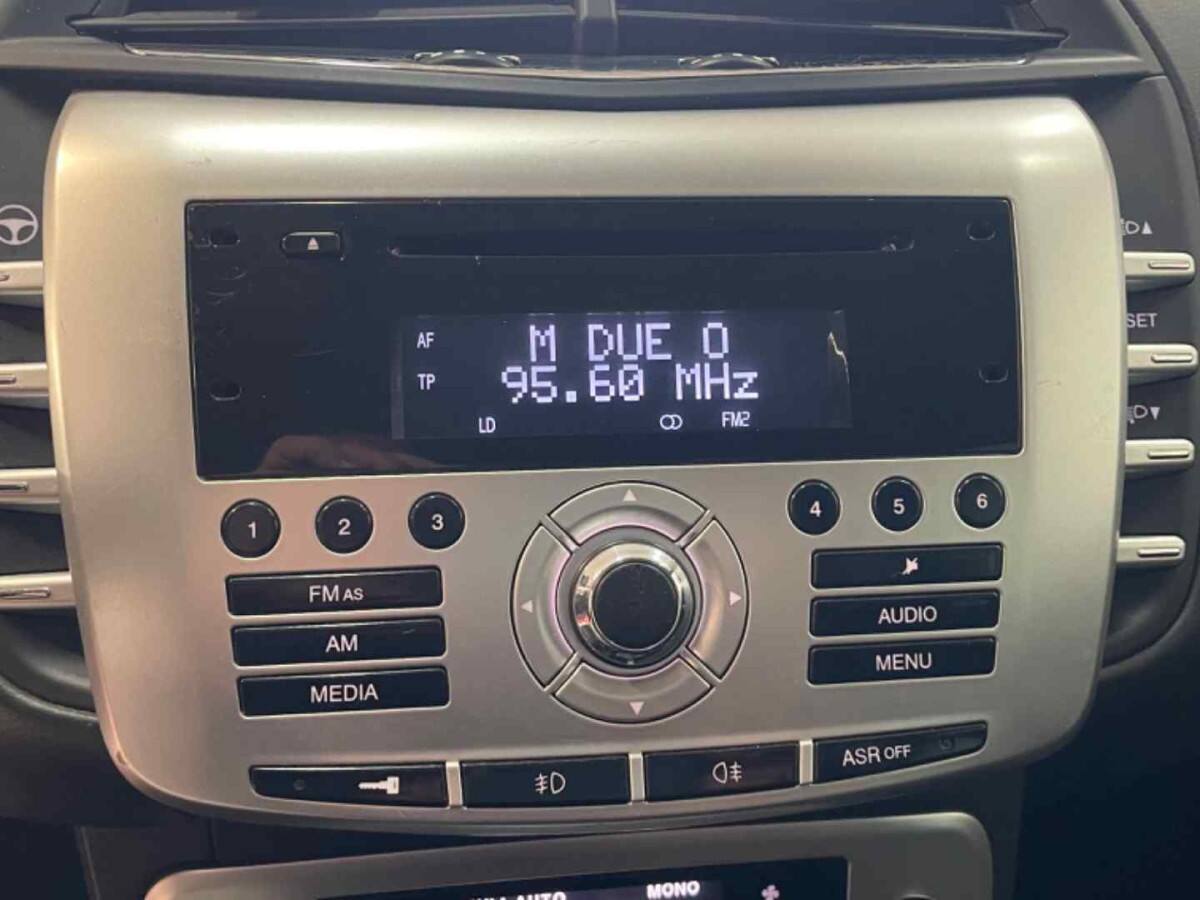 AF M DUE O
TP 95.60 MHz
LD FM2
SET
1 2 3 4 5 6
FM AS
AM
MEDIA
AUDIO
MENU
ASR OFF
AUTO MONO